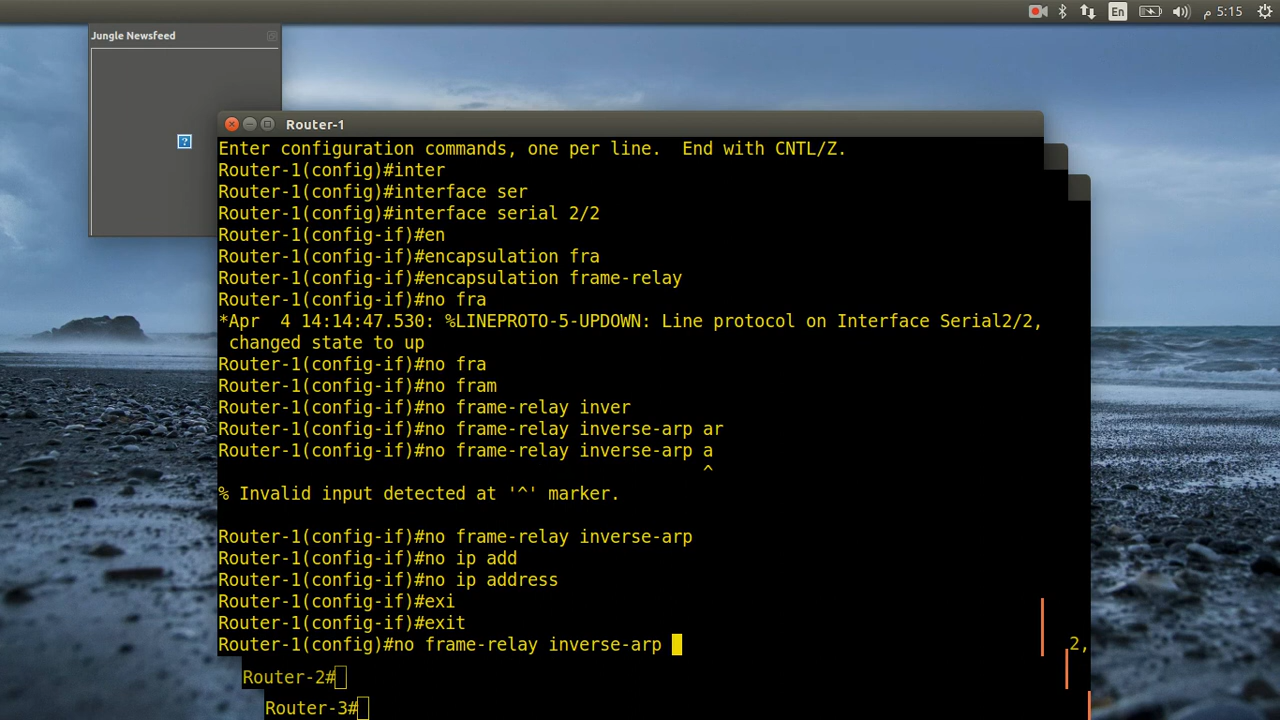 En
م 5:15
Jungle Newsfeed
Router-1
Enter configuration commands, one per line.  End with CNTL/Z.
Router-1(config)#inter
Router-1(config)#interface ser
Router-1(config)#interface serial 2/2
Router-1(config-if)#en
Router-1(config-if)#encapsulation fra
Router-1(config-if)#encapsulation frame-relay
Router-1(config-if)#no fra
*Apr  4 14:14:47.530: %LINEPROTO-5-UPDOWN: Line protocol on Interface Serial2/2,
 changed state to up
Router-1(config-if)#no fra
Router-1(config-if)#no fram
Router-1(config-if)#no frame-relay inver
Router-1(config-if)#no frame-relay inverse-arp ar
Router-1(config-if)#no frame-relay inverse-arp a
^
% Invalid input detected at '^' marker.
Router-1(config-if)#no frame-relay inverse-arp
Router-1(config-if)#no ip add
Router-1(config-if)#no ip address
Router-1(config-if)#exi
Router-1(config-if)#exit
Router-1(config)#no frame-relay inverse-arp
2,
Router-2#
Router-3#